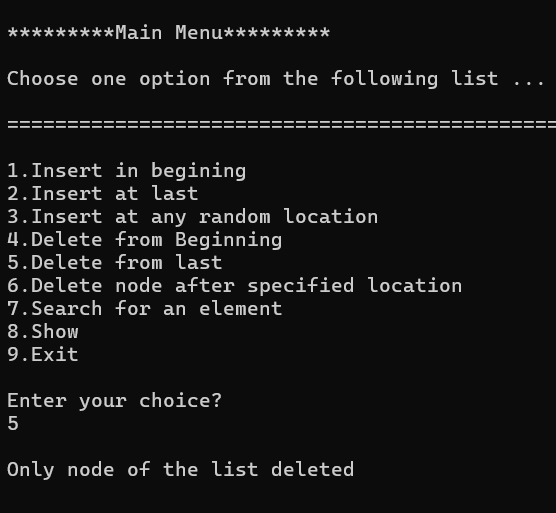 *********Main Menu*********
Choose one option from the following list ...
===============================================
1.Insert in begining
2.Insert at last
3.Insert at any random location
4.Delete from Beginning
5.Delete from last
6.Delete node after specified location
7.Search for an element
8.Show
9.Exit
Enter your choice?
5
Only node of the list deleted